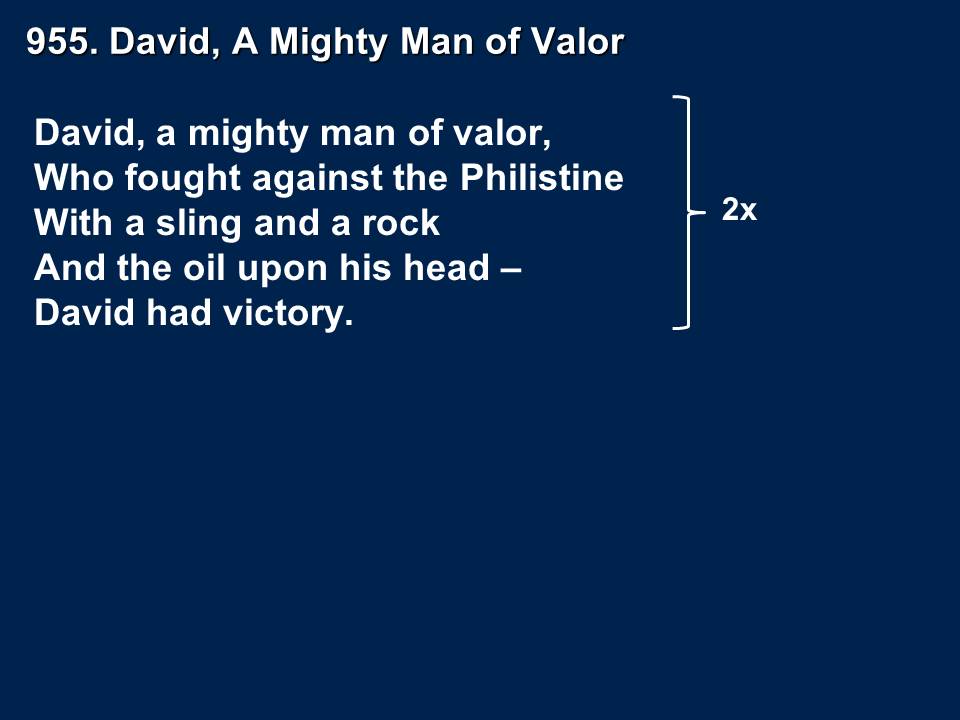 955. David, A Mighty Man of Valor
David, a mighty man of valor,
Who fought against the Philistine
With a sling and a rock
And the oil upon his head –
David had victory.
2x